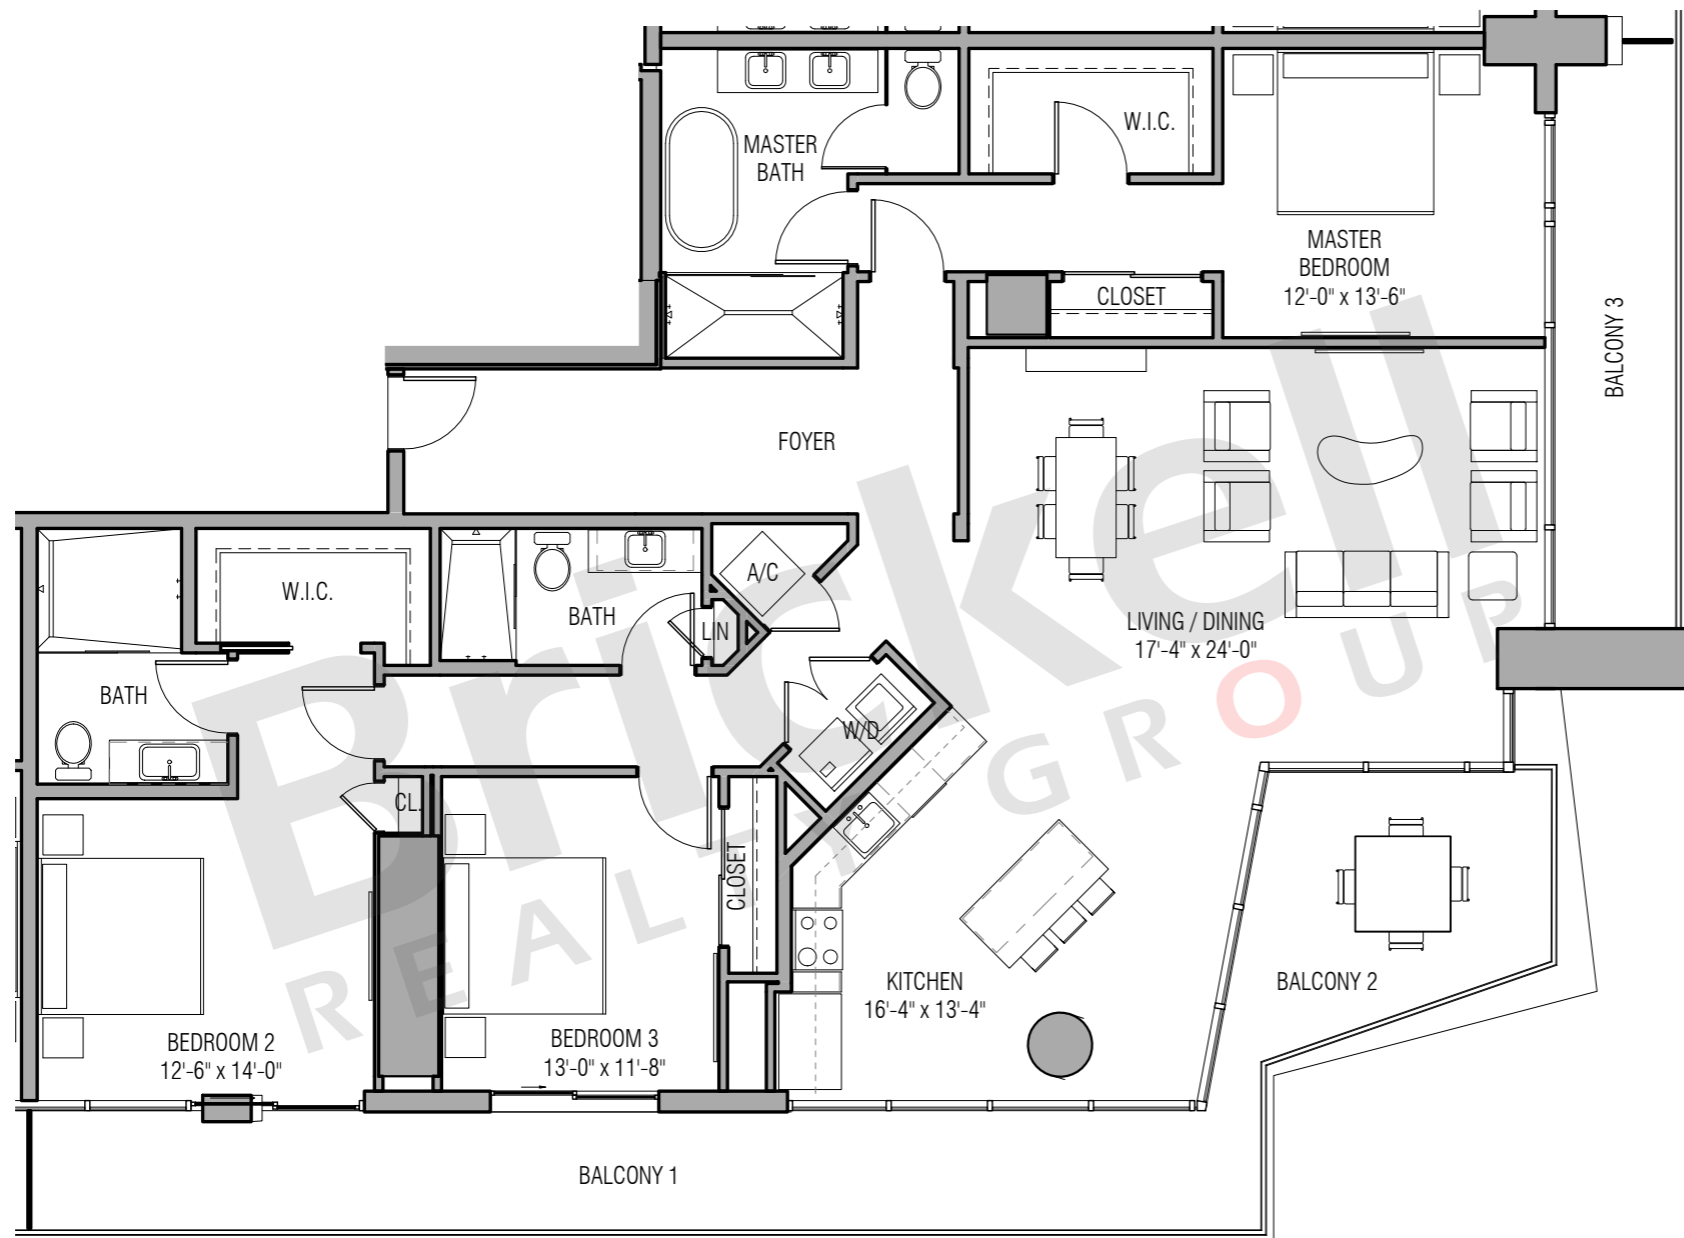 W.I.C.
MASTER
BATH
MASTER
BEDROOM
12'-0" x 13'-6"
CLOSET
BALCONY 3
FOYER
A/C
W.I.C.
BATH
LIN
LIVING / DINING
17'-4" x 24'-0"
BATH
W/D
CL.
CLOSET
KITCHEN
16'-4" x 13'-4"
BALCONY 2
BEDROOM 2
12'-6" x 14'-0"
BEDROOM 3
13'-0" x 11'-8"
BALCONY 1
Brickell
REALTY GROUP